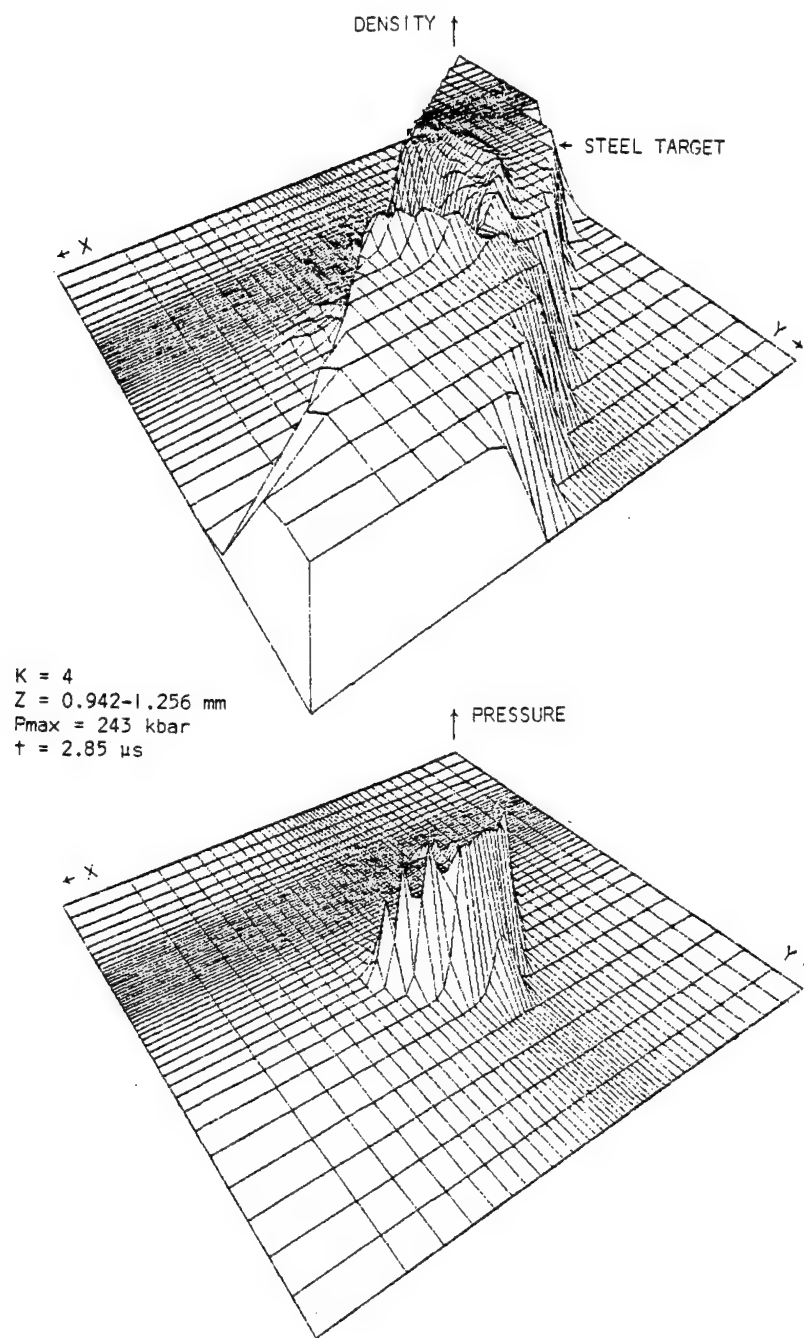 DENSITY ↑
← STEEL TARGET
← X
Y →
K = 4
Z = 0.942-1.256 mm
Pmax = 243 kbar
t = 2.85 µs
↑ PRESSURE
← X
Y